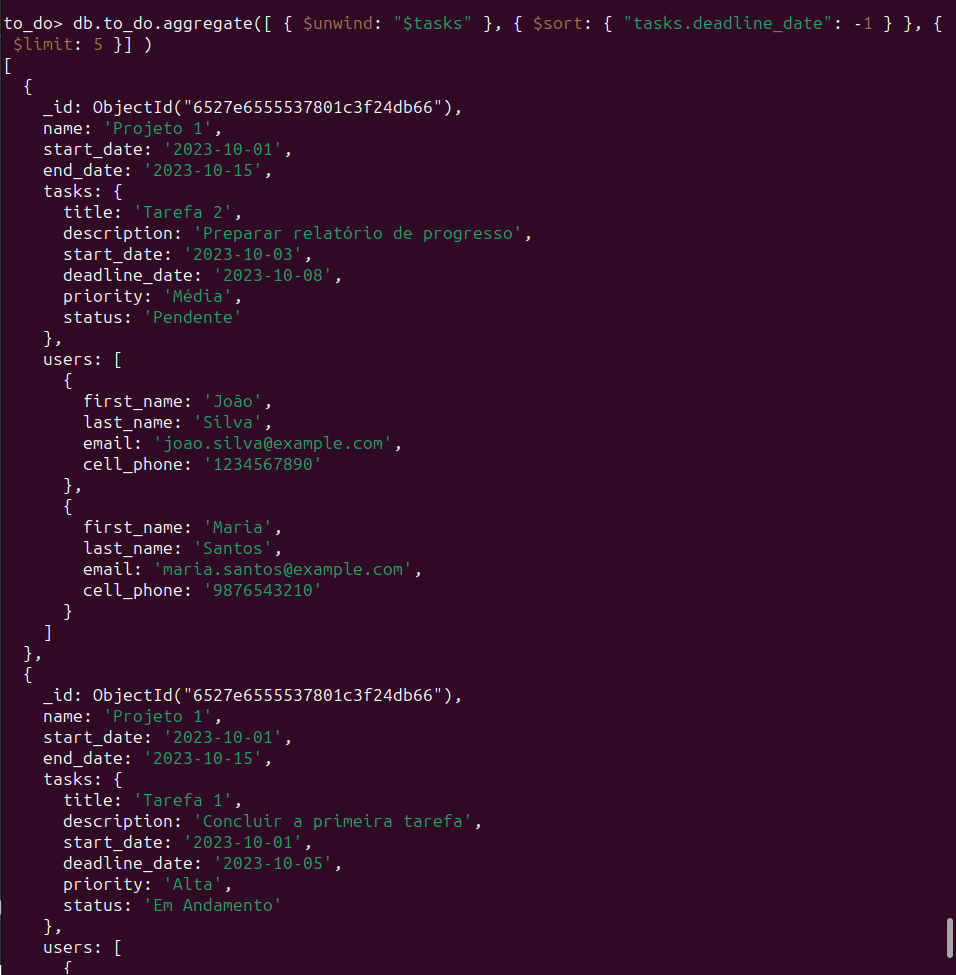 to_do> db.to_do.aggregate([ { $unwind: "$tasks" }, { $sort: { "tasks.deadline_date": -1 } }, {
 $limit: 5 }] )
[
  {
    _id: ObjectId("6527e6555537801c3f24db66"),
    name: 'Projeto 1',
    start_date: '2023-10-01',
    end_date: '2023-10-15',
    tasks: {
      title: 'Tarefa 2',
      description: 'Preparar relatório de progresso',
      start_date: '2023-10-03',
      deadline_date: '2023-10-08',
      priority: 'Média',
      status: 'Pendente'
    },
    users: [
      {
        first_name: 'João',
        last_name: 'Silva',
        email: 'joao.silva@example.com',
        cell_phone: '1234567890'
      },
      {
        first_name: 'Maria',
        last_name: 'Santos',
        email: 'maria.santos@example.com',
        cell_phone: '9876543210'
      }
    ]
  },
  {
    _id: ObjectId("6527e6555537801c3f24db66"),
    name: 'Projeto 1',
    start_date: '2023-10-01',
    end_date: '2023-10-15',
    tasks: {
      title: 'Tarefa 1',
      description: 'Concluir a primeira tarefa',
      start_date: '2023-10-01',
      deadline_date: '2023-10-05',
      priority: 'Alta',
      status: 'Em Andamento'
    },
    users: [
      {